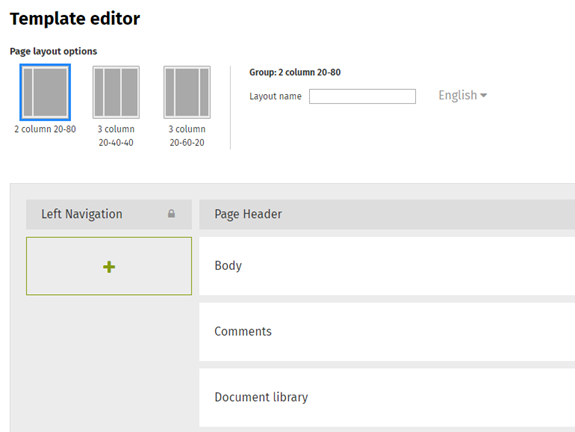 Template editor
Page layout options
2 column 20-80
3 column
20-40-40
3 column
20-60-20
Group: 2 column 20-80
Layout name
English
Left Navigation
Page Header
Body
Comments
Document library